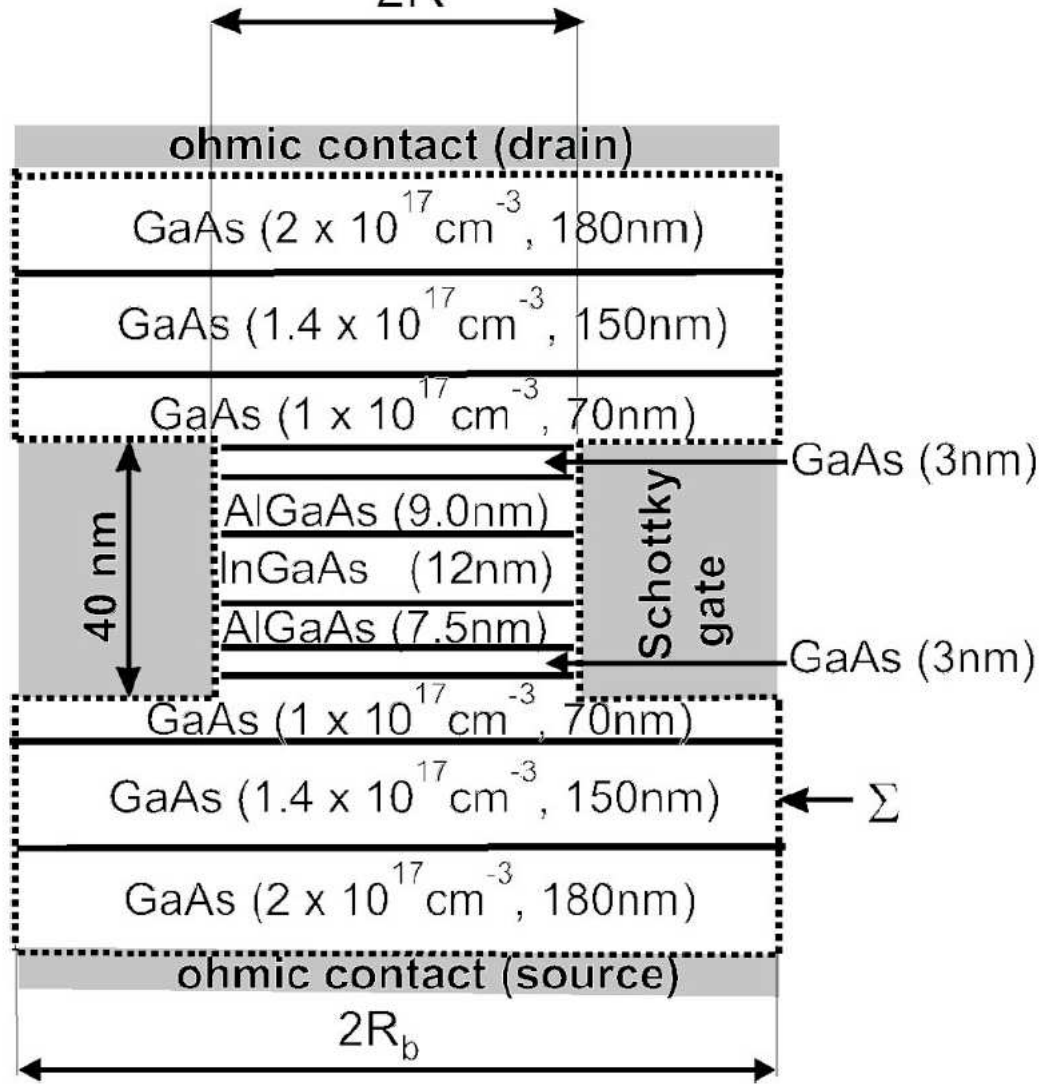 2R
ohmic contact (drain)
GaAs (2 x 10^17 cm^-3, 180nm)
GaAs (1.4 x 10^17 cm^-3, 150nm)
GaAs (1 x 10^17 cm^-3, 70nm)
GaAs (3nm)
AlGaAs (9.0nm)
InGaAs (12nm)
AlGaAs (7.5nm)
40 nm
Schottky
gate
GaAs (3nm)
GaAs (1 x 10^17 cm^-3, 70nm)
GaAs (1.4 x 10^17 cm^-3, 150nm)
Σ
GaAs (2 x 10^17 cm^-3, 180nm)
ohmic contact (source)
2R_b